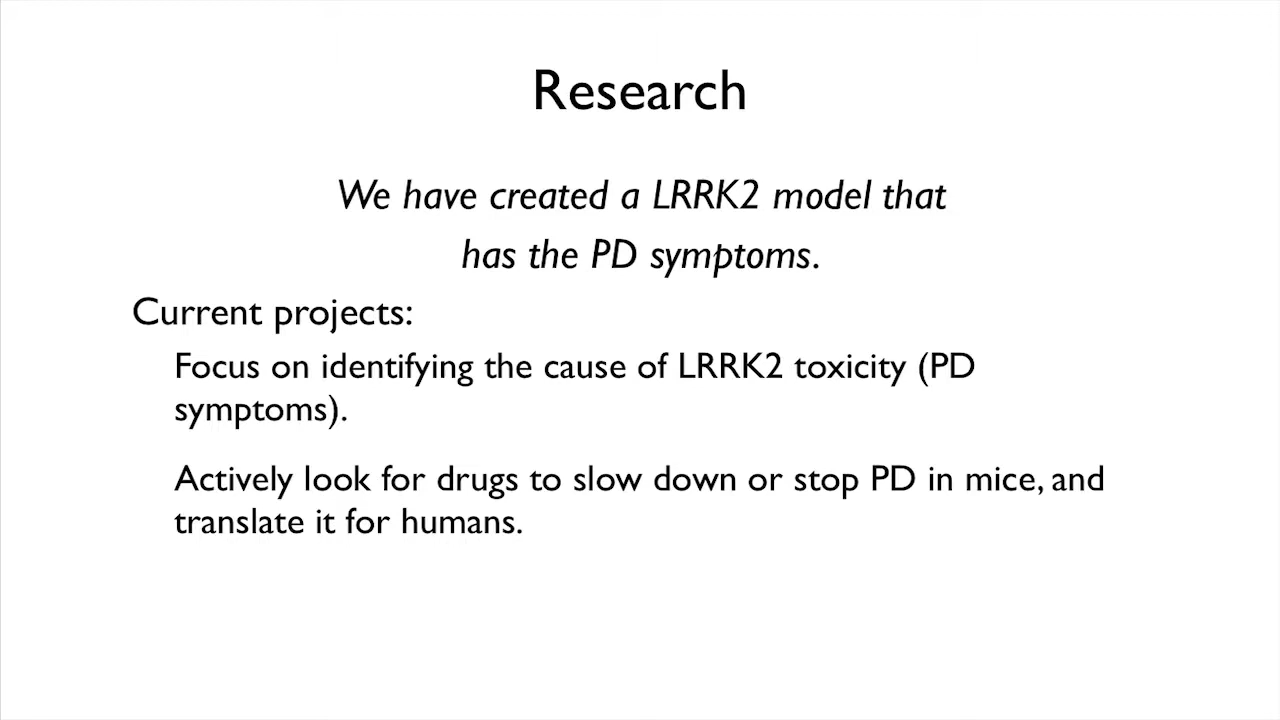 Research
We have created a LRRK2 model that
has the PD symptoms.
Current projects:
Focus on identifying the cause of LRRK2 toxicity (PD
symptoms).
Actively look for drugs to slow down or stop PD in mice, and
translate it for humans.